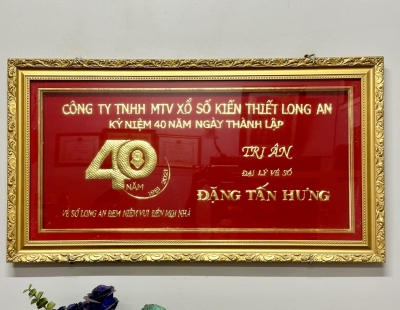 CÔNG TY TNHH MTV XỔ SỐ KIẾN THIẾT LONG AN
KỶ NIỆM 40 NĂM NGÀY THÀNH LẬP
40
NĂM
TRI ÂN
ĐẠI LÝ VÉ SỐ
ĐẶNG TẤN HƯNG
VÉ SỐ LONG AN ĐEM NIỀM VUI ĐẾN MỌI NHÀ